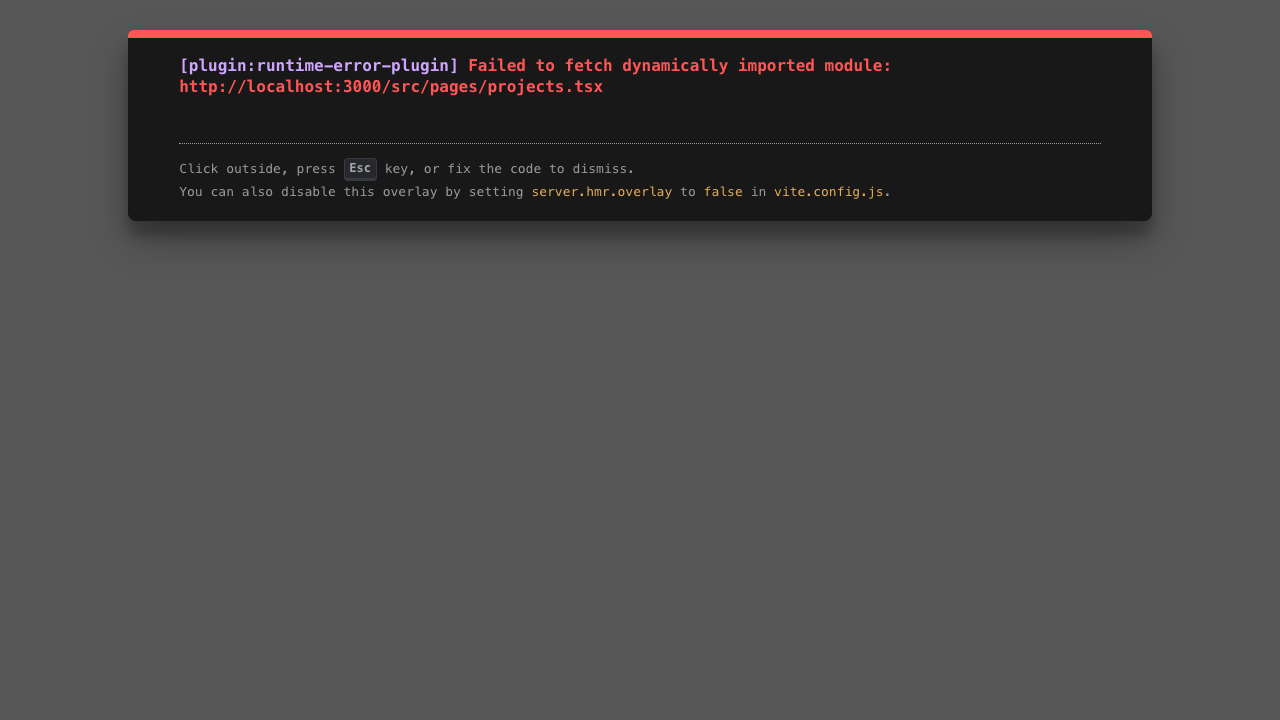 [plugin:runtime-error-plugin] Failed to fetch dynamically imported module:
http://localhost:3000/src/pages/projects.tsx
Click outside, press Esc key, or fix the code to dismiss.
You can also disable this overlay by setting server.hmr.overlay to false in vite.config.js.